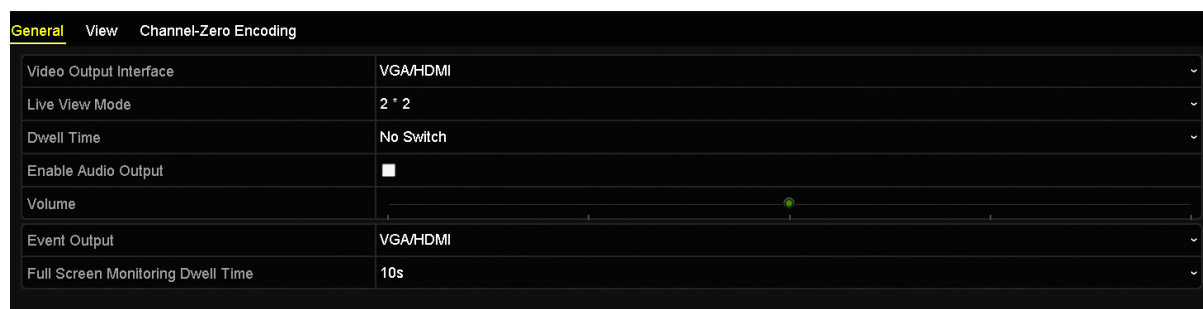 General View Channel-Zero Encoding
Video Output Interface VGA/HDMI
Live View Mode 2 * 2
Dwell Time No Switch
Enable Audio Output
Volume
Event Output VGA/HDMI
Full Screen Monitoring Dwell Time 10s